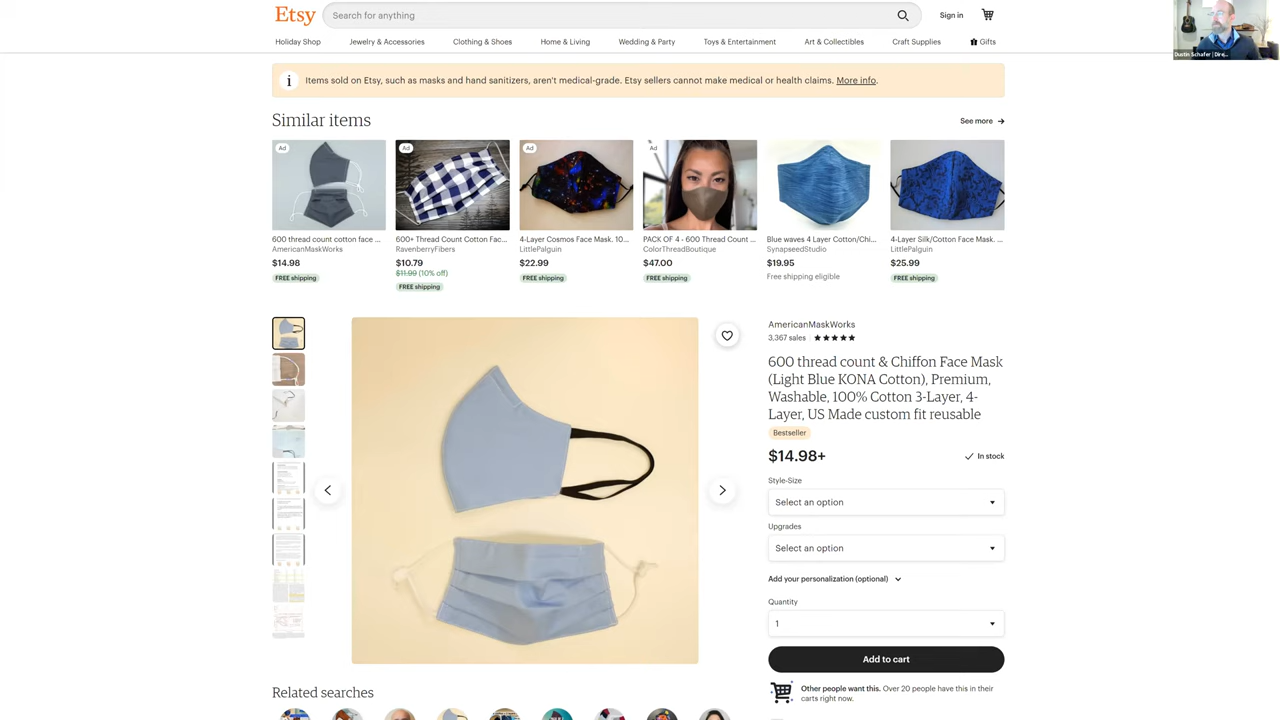 Etsy
Search for anything
Sign in
Dustin Schafer | Dire...
Holiday Shop
Jewelry & Accessories
Clothing & Shoes
Home & Living
Wedding & Party
Toys & Entertainment
Art & Collectibles
Craft Supplies
Gifts
Items sold on Etsy, such as masks and hand sanitizers, aren't medical-grade. Etsy sellers cannot make medical or health claims. More info.
Similar items
See more
Ad
600 thread count cotton face ...
AmericanMaskWorks
$14.98
FREE shipping
Ad
600+ Thread Count Cotton Fac...
RavenberryFibers
$10.79
$11.99 (10% off)
FREE shipping
Ad
4-Layer Cosmos Face Mask. 10...
LittlePalguin
$22.99
FREE shipping
Ad
PACK OF 4 - 600 Thread Count ...
ColorThreadBoutique
$47.00
FREE shipping
Blue waves 4 Layer Cotton/Chi...
SynapseedStudio
$19.95
Free shipping eligible
4-Layer Silk/Cotton Face Mask. ...
LittlePalguin
$25.99
FREE shipping
AmericanMaskWorks
3,367 sales
600 thread count & Chiffon Face Mask
(Light Blue KONA Cotton), Premium,
Washable, 100% Cotton 3-Layer, 4-
Layer, US Made custom fit reusable
Bestseller
$14.98+
In stock
Style-Size
Select an option
Upgrades
Select an option
Add your personalization (optional)
Quantity
1
Add to cart
Other people want this. Over 20 people have this in their
carts right now.
Related searches